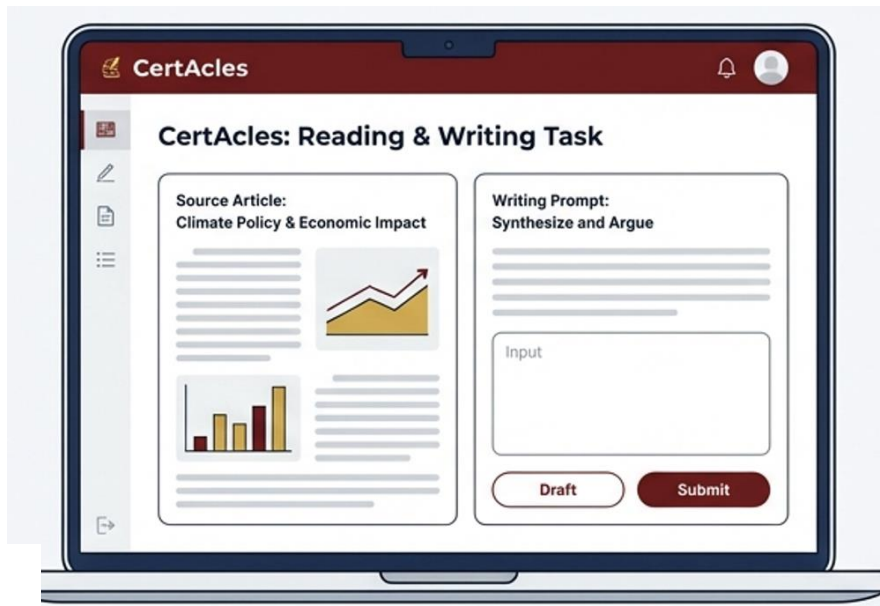 CertAcles
CertAcles: Reading & Writing Task
Source Article:
Climate Policy & Economic Impact
Writing Prompt:
Synthesize and Argue
Input
Draft
Submit